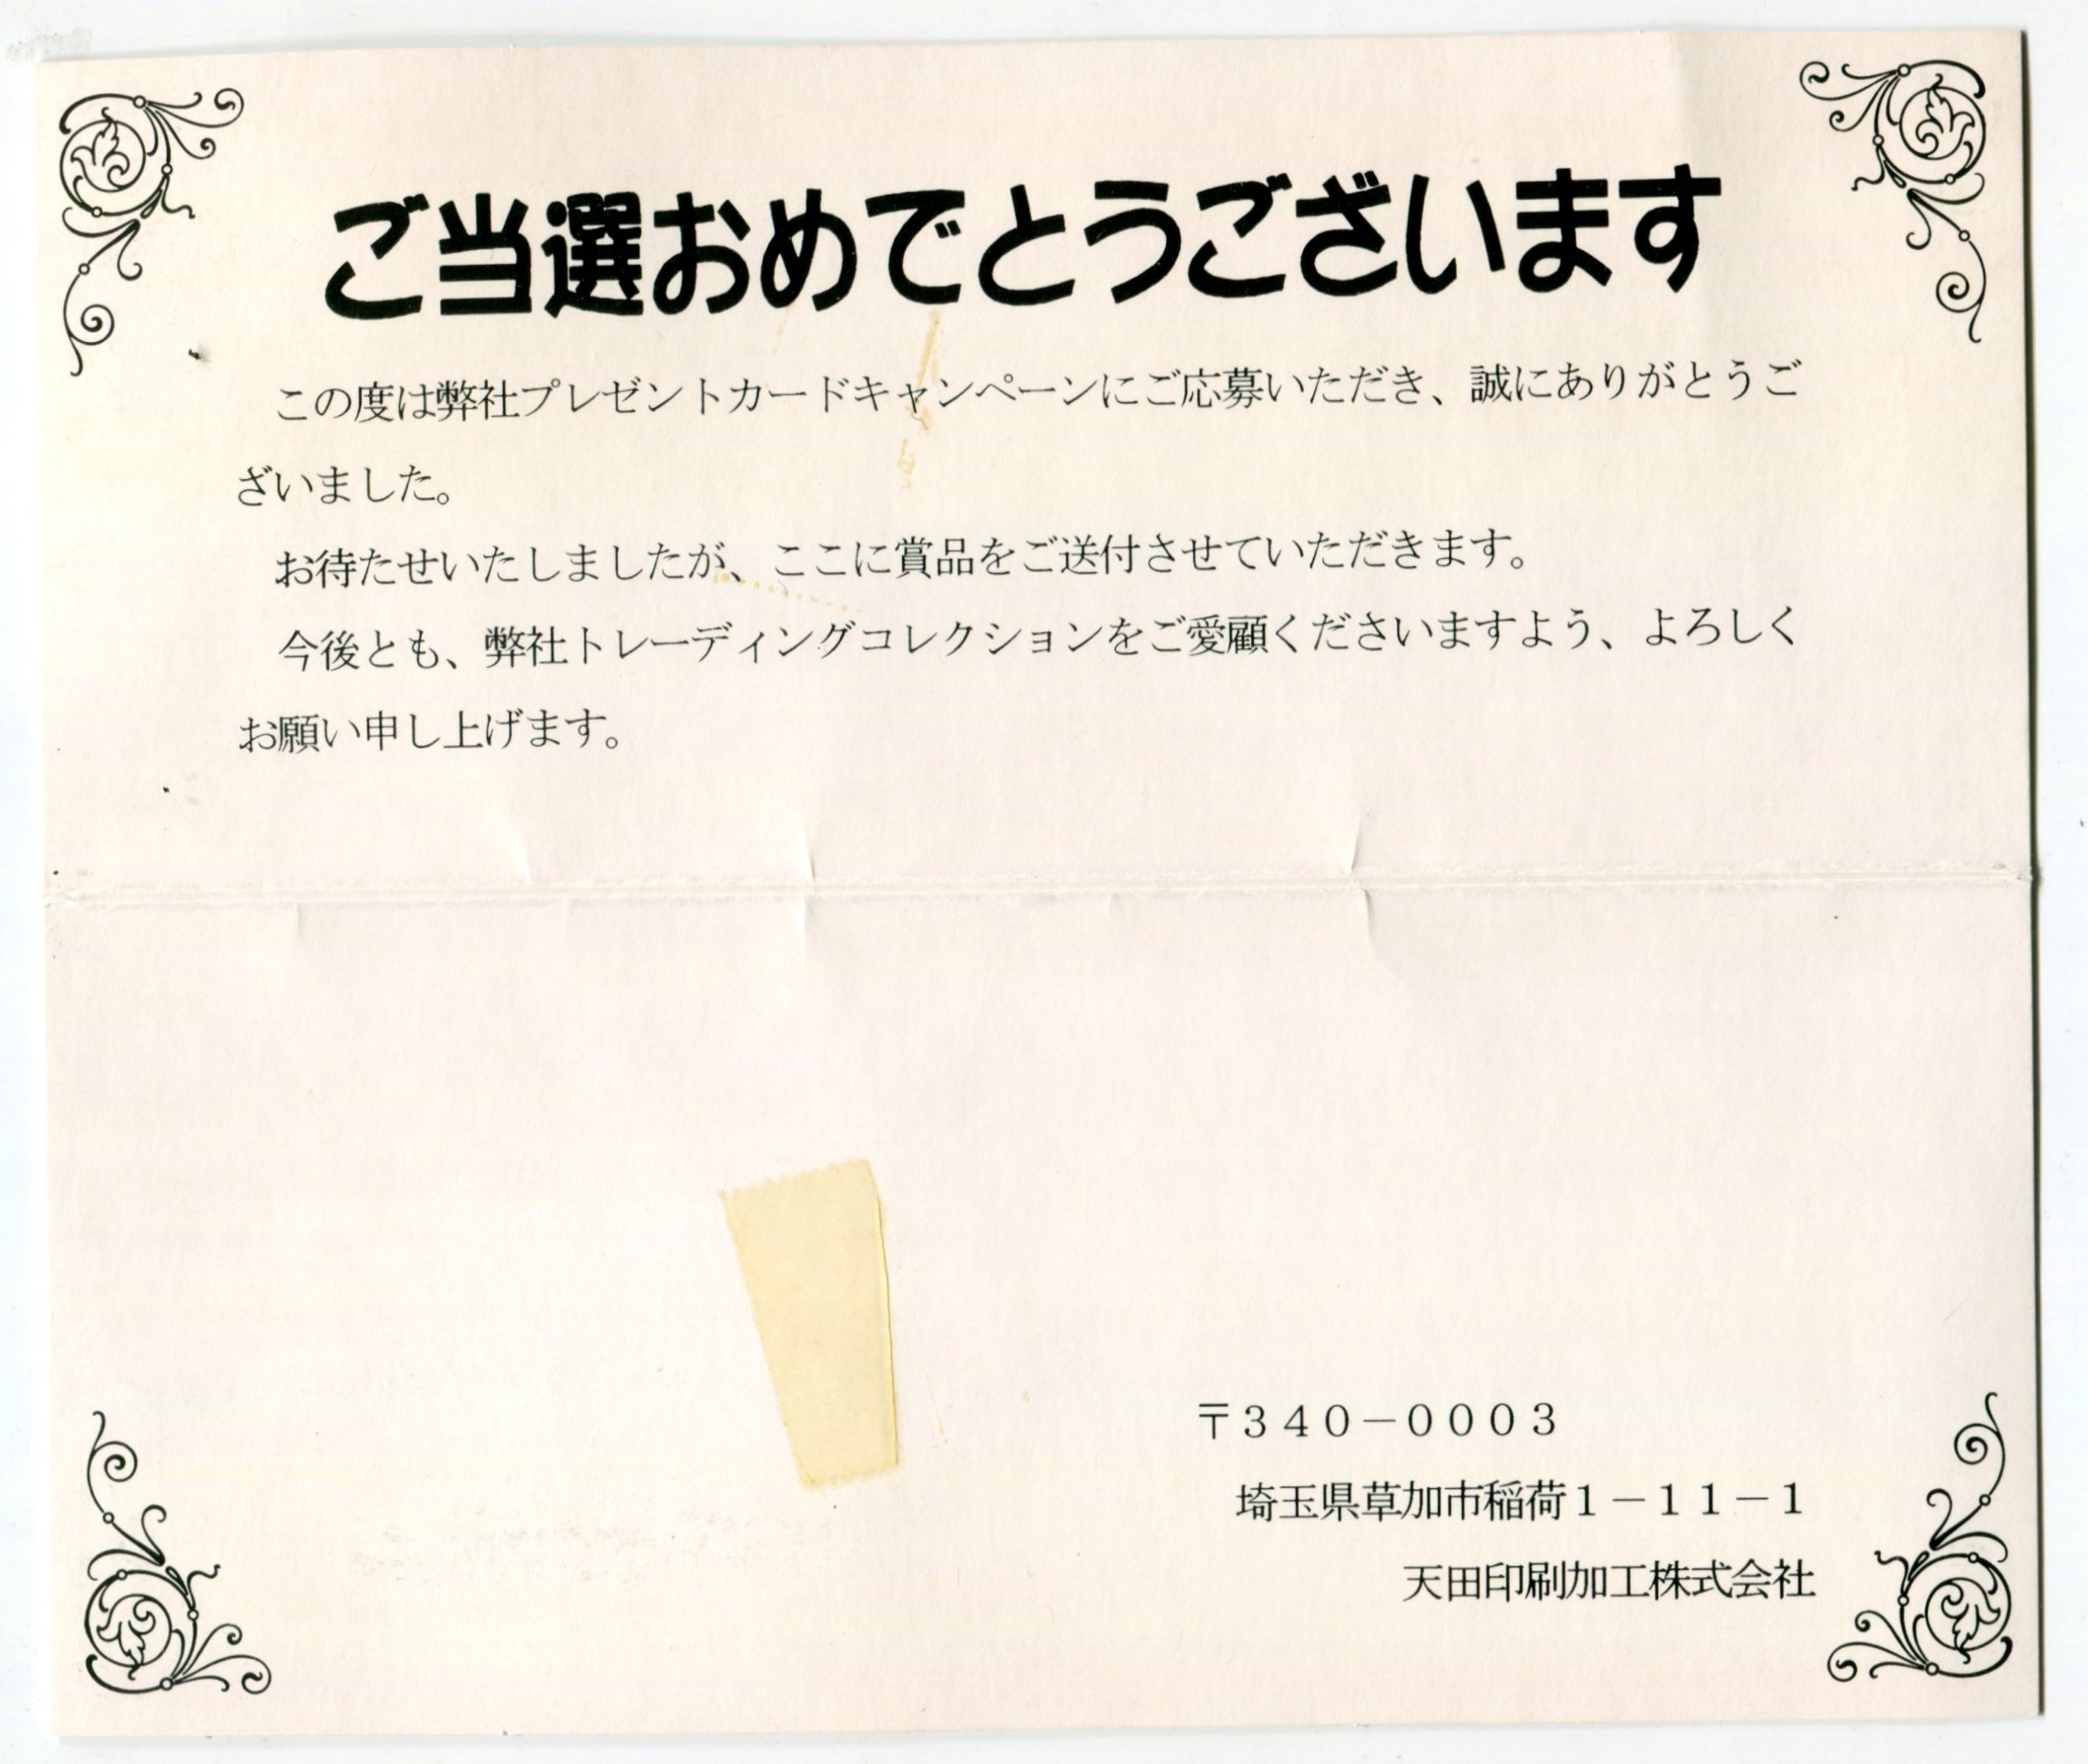 ご当選おめでとうございます
この度は弊社プレゼントカードキャンペーンにご応募いただき、誠にありがとうご
ざいました。
お待たせいたしましたが、ここに賞品をご送付させていただきます。
今後とも、弊社トレーディングコレクションをご愛顧くださいますよう、よろしく
お願い申し上げます。
〒340－0003
埼玉県草加市稲荷1－11－1
天田印刷加工株式会社